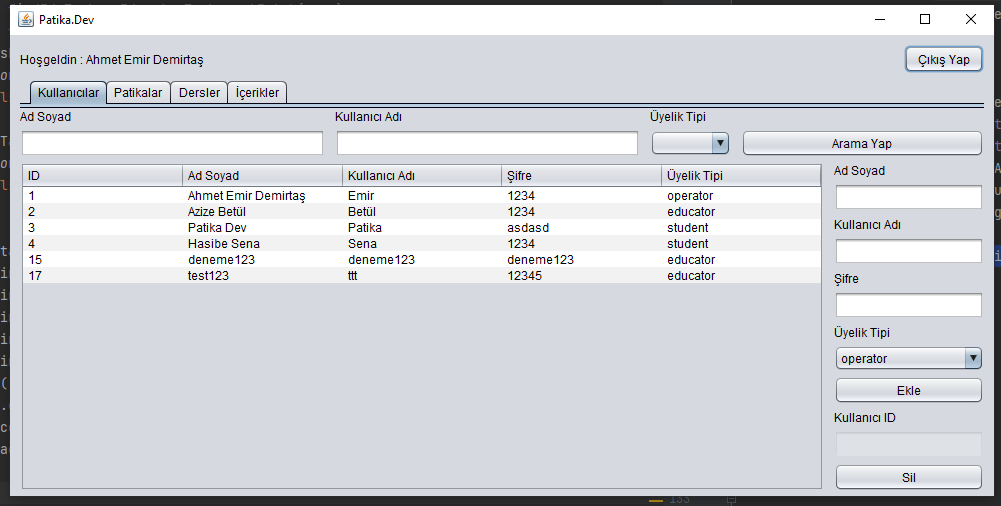 Patika.Dev
Hoşgeldin : Ahmet Emir Demirtaş
Çıkış Yap
Kullanıcılar Patikalar Dersler İçerikler
Ad Soyad Kullanıcı Adı Üyelik Tipi
Arama Yap
ID Ad Soyad Kullanıcı Adı Şifre Üyelik Tipi
1 Ahmet Emir Demirtaş Emir 1234 operator
2 Azize Betül Betül 1234 educator
3 Patika Dev Patika asdasd student
4 Hasibe Sena Sena 1234 student
15 deneme123 deneme123 deneme123 educator
17 test123 ttt 12345 educator
Ad Soyad
Kullanıcı Adı
Şifre
Üyelik Tipi
operator
Ekle
Kullanıcı ID
Sil